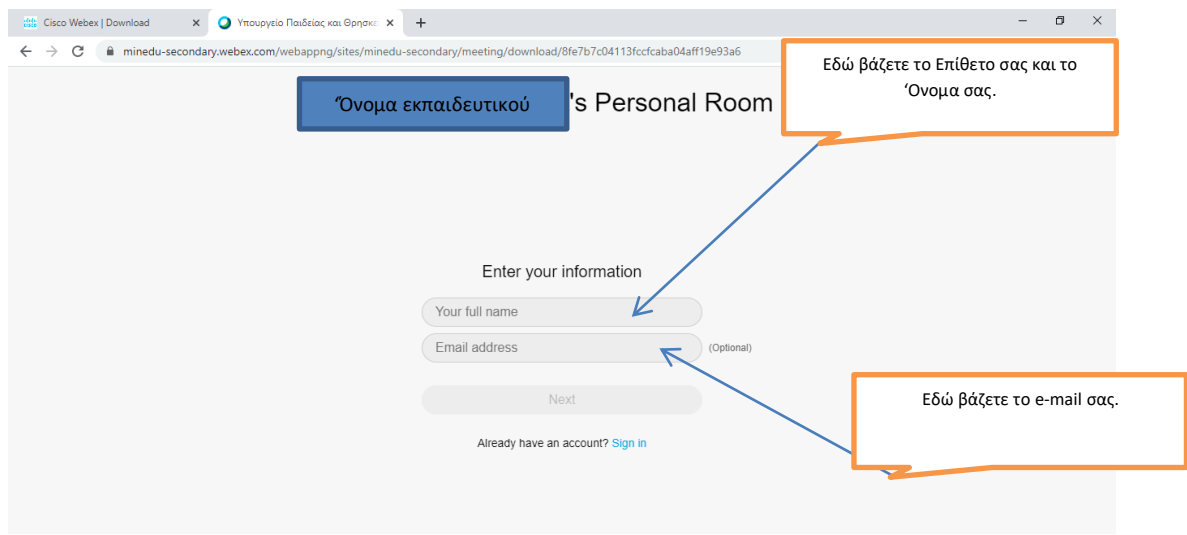 Cisco Webex | Download
Υπουργείο Παιδείας και Θρησκε
minedu-secondary.webex.com/webappng/sites/minedu-secondary/meeting/download/8fe7b7c04113fccfcaba04aff19e93a6
Εδώ βάζετε το Επίθετο σας και το
‘Όνομα σας.
Ὄνομα εκπαιδευτικού 's Personal Room
Enter your information
Your full name
Email address (Optional)
Next
Εδώ βάζετε το e-mail σας.
Already have an account? Sign in